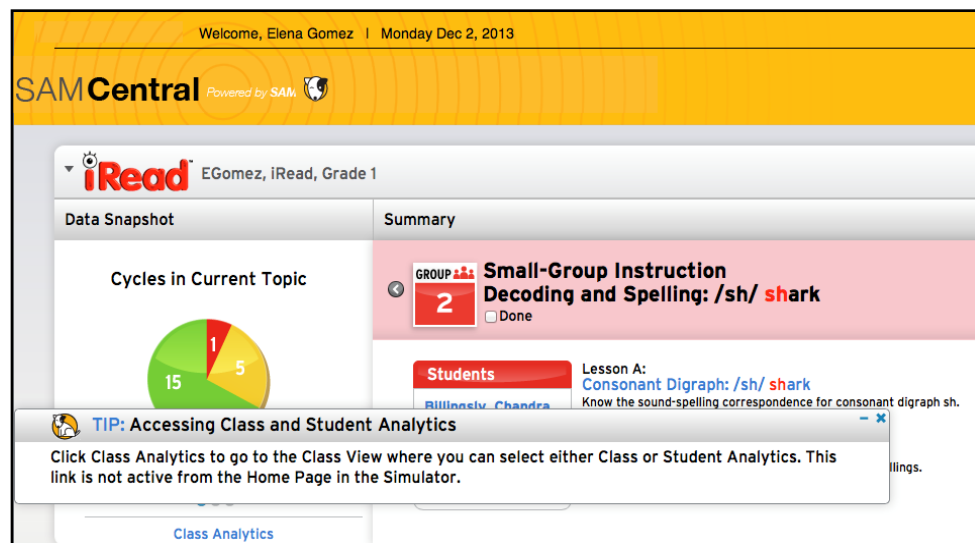 Welcome, Elena Gomez | Monday Dec 2, 2013
SAMCentral Powered by SAM
iRead EGomez, iRead, Grade 1
Data Snapshot
Summary
Cycles in Current Topic
1
5
15
GROUP
2
Small-Group Instruction
Decoding and Spelling: /sh/ shark
Done
Students
Billingsly, Chandra
Lesson A:
Consonant Digraph: /sh/ shark
Know the sound-spelling correspondence for consonant digraph sh.
TIP: Accessing Class and Student Analytics
Click Class Analytics to go to the Class View where you can select either Class or Student Analytics. This
link is not active from the Home Page in the Simulator.
Class Analytics